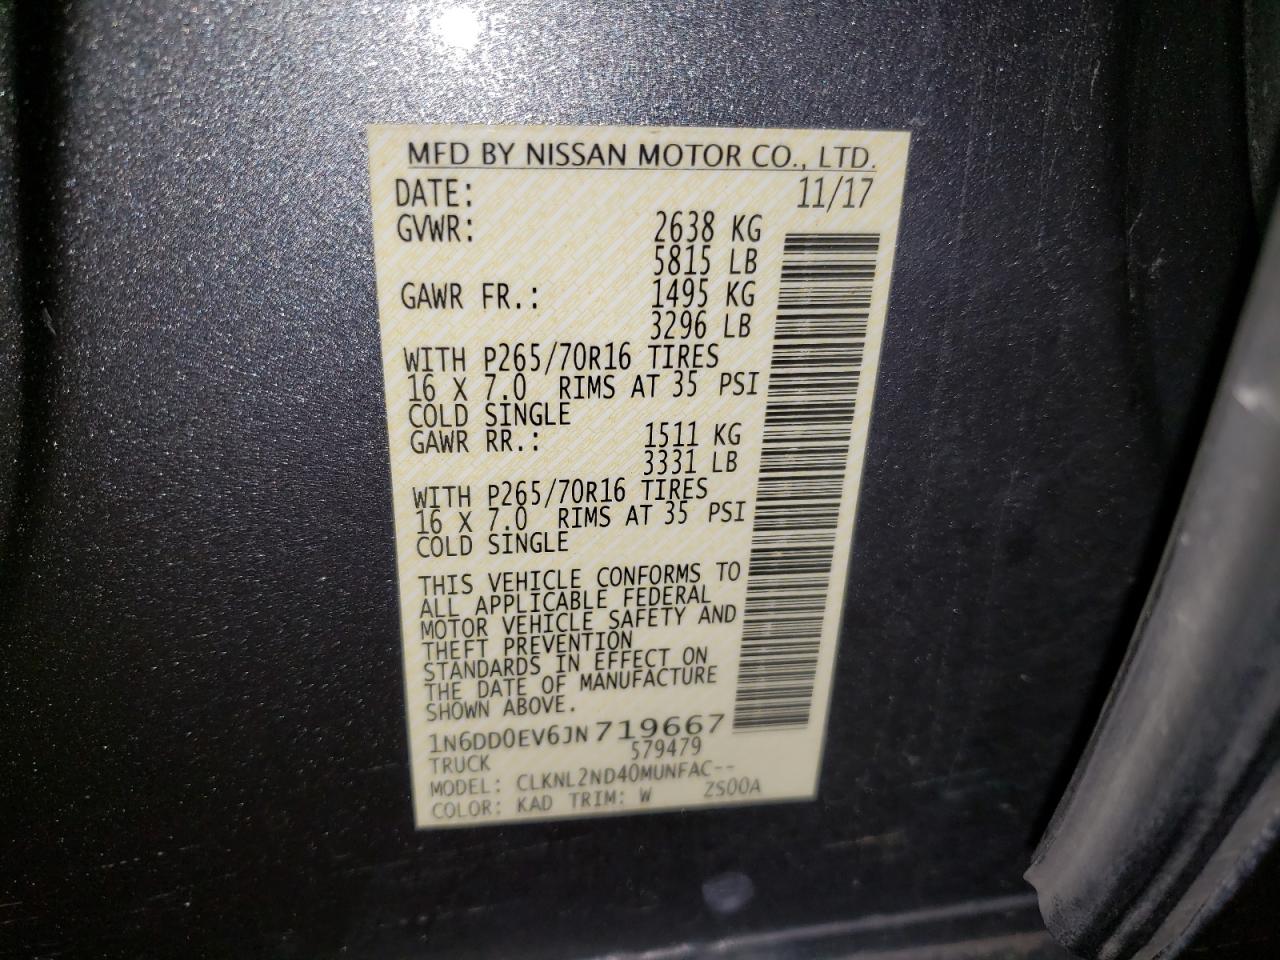 MFD BY NISSAN MOTOR CO., LTD.
DATE: 11/17
GVWR: 2638 KG
5815 LB
GAWR FR.: 1495 KG
3296 LB
WITH P265/70R16 TIRES
16 X 7.0 RIMS AT 35 PSI
COLD SINGLE
GAWR RR.: 1511 KG
3331 LB
WITH P265/70R16 TIRES
16 X 7.0 RIMS AT 35 PSI
COLD SINGLE
THIS VEHICLE CONFORMS TO
ALL APPLICABLE FEDERAL
MOTOR VEHICLE SAFETY AND
THEFT PREVENTION
STANDARDS IN EFFECT ON
THE DATE OF MANUFACTURE
SHOWN ABOVE.
1N6DD0EV6JN719667
TRUCK 579479
MODEL: CLKNL2ND40MUNFAC--
COLOR: KAD TRIM: W ZS00A